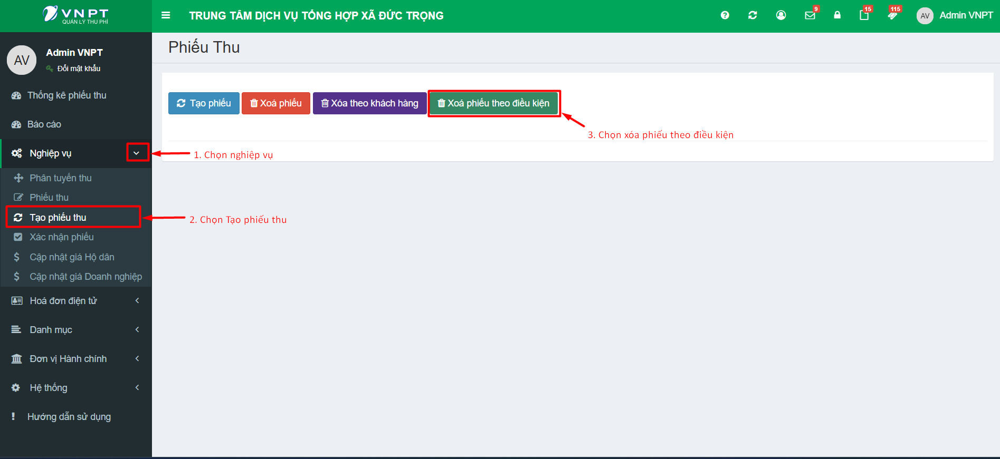 VNPT
QUẢN LÝ THU PHÍ
TRUNG TÂM DỊCH VỤ TỔNG HỢP XÃ ĐỨC TRỌNG
9
15
115
AV
Admin VNPT
AV
Admin VNPT
Đổi mật khẩu
Thống kê phiếu thu
Báo cáo
Nghiệp vụ
Phân tuyến thu
Phiếu thu
Tạo phiếu thu
Xác nhận phiếu
Cập nhật giá Hộ dân
Cập nhật giá Doanh nghiệp
Hoá đơn điện tử
Danh mục
Đơn vị Hành chính
Hệ thống
Hướng dẫn sử dụng
Phiếu Thu
Tạo phiếu
Xoá phiếu
Xóa theo khách hàng
Xoá phiếu theo điều kiện
3. Chọn xóa phiếu theo điều kiện
1. Chọn nghiệp vụ
2. Chọn Tạo phiếu thu